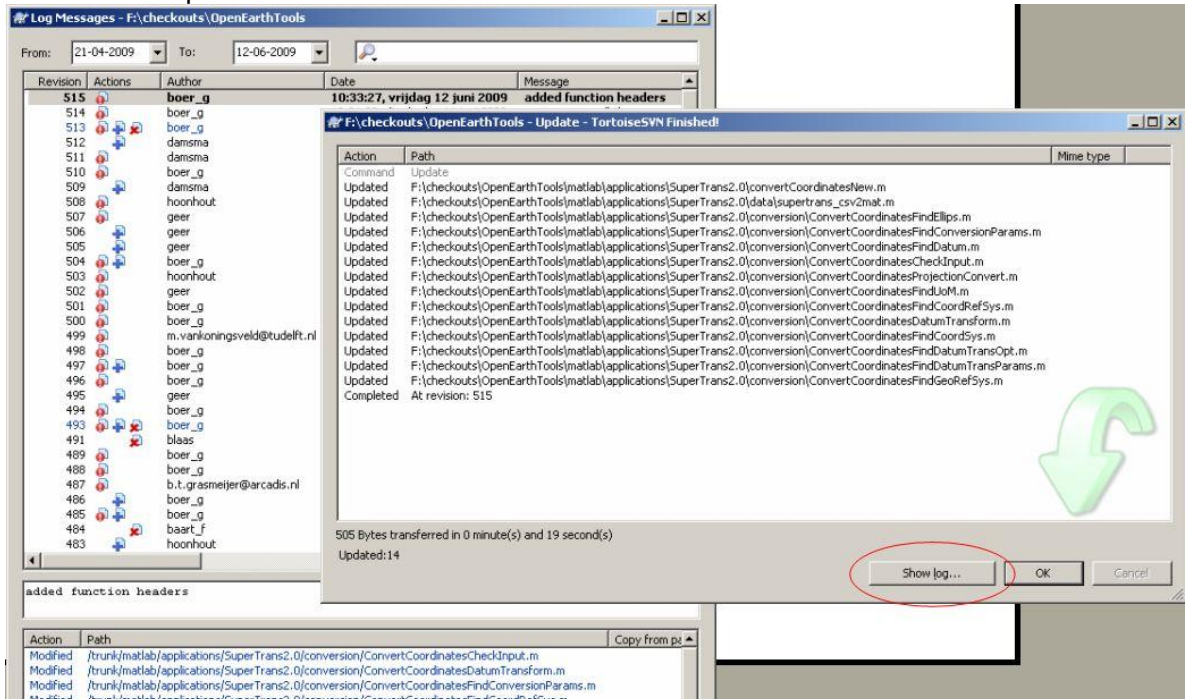 Log Messages - F:\checkouts\OpenEarthTools
From: 21-04-2009 To: 12-06-2009
Revision Actions Author Date Message
515 boer_g 10:33:27, vrijdag 12 juni 2009 added function headers
514 boer_g
513 boer_g
512 damsma
511 damsma
510 boer_g
509 damsma
508 hoonhout
507 geer
506 geer
505 geer
504 boer_g
503 hoonhout
502 geer
501 boer_g
500 boer_g
499 m.vankoningsveld@tudelft.nl
498 boer_g
497 boer_g
496 boer_g
495 geer
494 boer_g
493 boer_g
491 blaas
489 boer_g
488 boer_g
487 b.t.grasmeijer@arcadis.nl
486 boer_g
485 boer_g
484 baart_f
483 hoonhout
added function headers
Action Path Copy from pa
Modified /trunk/matlab/applications/SuperTrans2.0/conversion/ConvertCoordinatesCheckInput.m
Modified /trunk/matlab/applications/SuperTrans2.0/conversion/ConvertCoordinatesDatumTransform.m
Modified /trunk/matlab/applications/SuperTrans2.0/conversion/ConvertCoordinatesFindConversionParams.m
F:\checkouts\OpenEarthTools - Update - TortoiseSVN Finished!
Action Path Mime type
Command Update
Updated F:\checkouts\OpenEarthTools\matlab\applications\SuperTrans2.0\convertCoordinatesNew.m
Updated F:\checkouts\OpenEarthTools\matlab\applications\SuperTrans2.0\data\supertrans_csv2mat.m
Updated F:\checkouts\OpenEarthTools\matlab\applications\SuperTrans2.0\conversion\ConvertCoordinatesFindEllips.m
Updated F:\checkouts\OpenEarthTools\matlab\applications\SuperTrans2.0\conversion\ConvertCoordinatesFindConversionParams.m
Updated F:\checkouts\OpenEarthTools\matlab\applications\SuperTrans2.0\conversion\ConvertCoordinatesFindDatum.m
Updated F:\checkouts\OpenEarthTools\matlab\applications\SuperTrans2.0\conversion\ConvertCoordinatesCheckInput.m
Updated F:\checkouts\OpenEarthTools\matlab\applications\SuperTrans2.0\conversion\ConvertCoordinatesProjectionConvert.m
Updated F:\checkouts\OpenEarthTools\matlab\applications\SuperTrans2.0\conversion\ConvertCoordinatesFindUoM.m
Updated F:\checkouts\OpenEarthTools\matlab\applications\SuperTrans2.0\conversion\ConvertCoordinatesFindCoordRefSys.m
Updated F:\checkouts\OpenEarthTools\matlab\applications\SuperTrans2.0\conversion\ConvertCoordinatesDatumTransform.m
Updated F:\checkouts\OpenEarthTools\matlab\applications\SuperTrans2.0\conversion\ConvertCoordinatesFindCoordSys.m
Updated F:\checkouts\OpenEarthTools\matlab\applications\SuperTrans2.0\conversion\ConvertCoordinatesFindDatumTransOpt.m
Updated F:\checkouts\OpenEarthTools\matlab\applications\SuperTrans2.0\conversion\ConvertCoordinatesFindDatumTransParams.m
Updated F:\checkouts\OpenEarthTools\matlab\applications\SuperTrans2.0\conversion\ConvertCoordinatesFindGeoRefSys.m
Completed At revision: 515
505 Bytes transferred in 0 minute(s) and 19 second(s)
Updated:14
Show log... OK Cancel